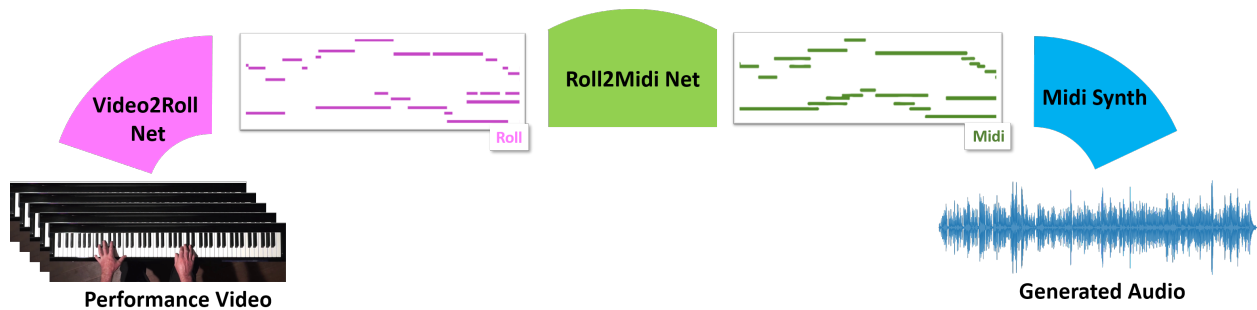 Video2Roll
Net
Roll
Roll2Midi Net
Midi
Midi Synth
Performance Video
Generated Audio